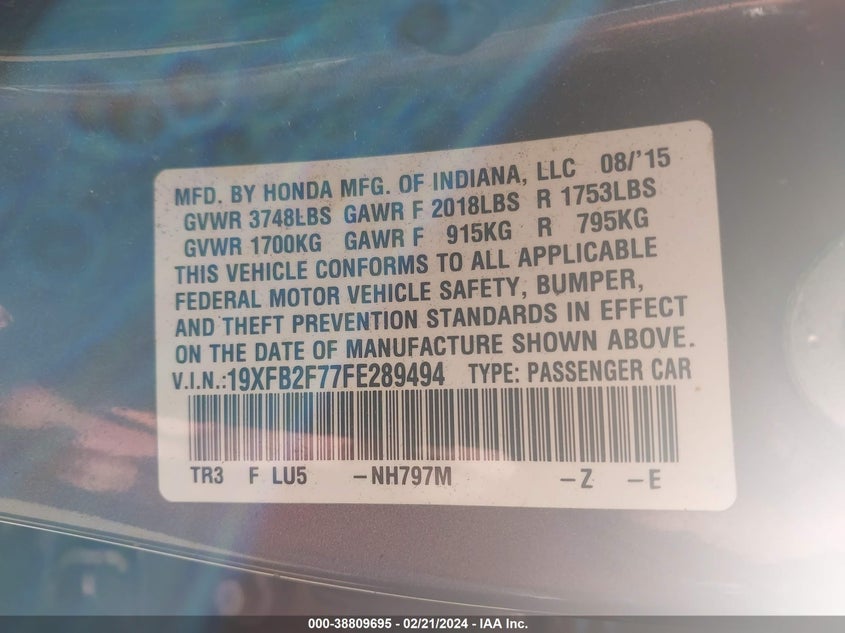 MFD. BY HONDA MFG. OF INDIANA, LLC 08/'15
GVWR 3748LBS GAWR F 2018LBS R 1753LBS
GVWR 1700KG GAWR F 915KG R 795KG
THIS VEHICLE CONFORMS TO ALL APPLICABLE
FEDERAL MOTOR VEHICLE SAFETY, BUMPER,
AND THEFT PREVENTION STANDARDS IN EFFECT
ON THE DATE OF MANUFACTURE SHOWN ABOVE.
V.I.N.:19XFB2F77FE289494 TYPE: PASSENGER CAR
TR3 F LU5 -NH797M -Z -E
000-38809695 - 02/21/2024 - IAA Inc.